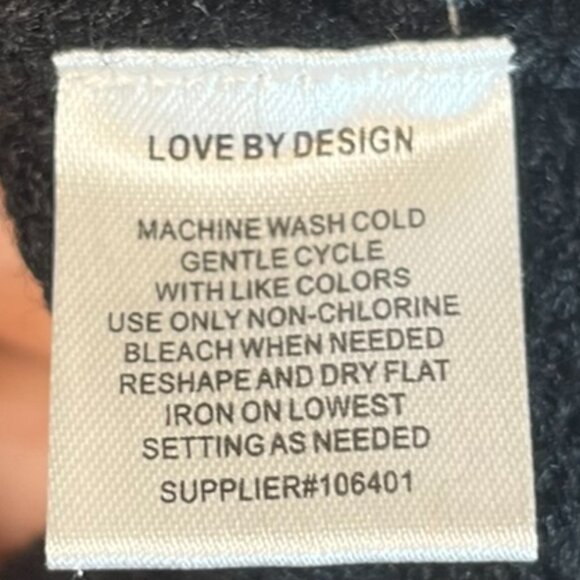 LOVE BY DESIGN
MACHINE WASH COLD
GENTLE CYCLE
WITH LIKE COLORS
USE ONLY NON-CHLORINE
BLEACH WHEN NEEDED
RESHAPE AND DRY FLAT
IRON ON LOWEST
SETTING AS NEEDED
SUPPLIER#106401